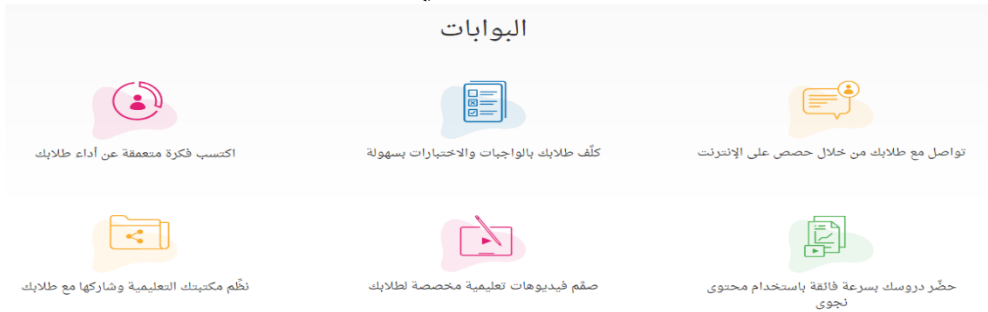 البوابات
تواصل مع طلابك من خلال حصص على الإنترنت
كلّف طلابك بالواجبات والاختبارات بسهولة
اكتسب فكرة متعمقة عن أداء طلابك
حضّر دروسك بسرعة فائقة باستخدام محتوى
نجوى
صمّم فيديوهات تعليمية مخصصة لطلابك
نظّم مكتبتك التعليمية وشاركها مع طلابك